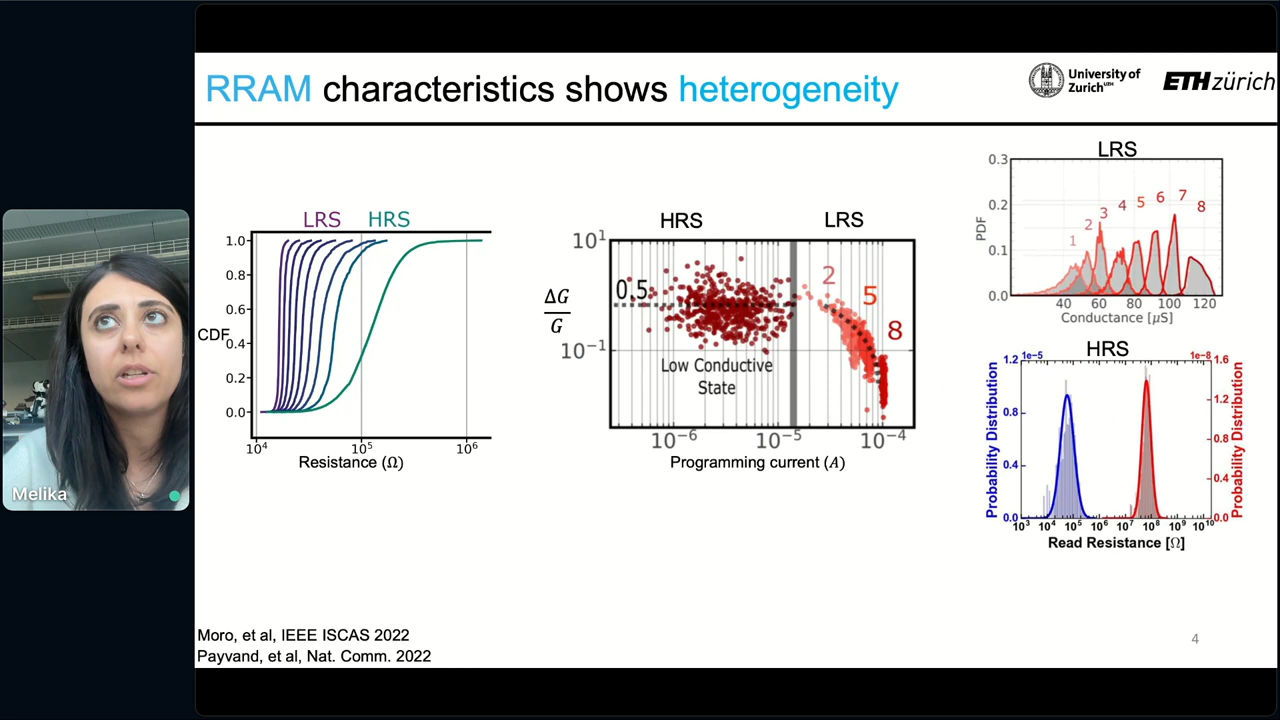 RRAM characteristics shows heterogeneity
University of
Zurich UZH
ETH zürich
LRS HRS
1.0
0.8
0.6
CDF
0.4
0.2
0.0
10⁴ 10⁵ 10⁶
Resistance (Ω)
HRS LRS
10¹
ΔG
G
0.5
2
5
8
10⁻¹
Low Conductive
State
10⁻⁶ 10⁻⁵ 10⁻⁴
Programming current (A)
LRS
0.3
0.2
0.1
0.0
PDF
1 2 3 4 5 6 7 8
40 60 80 100 120
Conductance [µS]
HRS
1.2 1e-5 1e-8 1.6
0.8
0.4
0.0
1.2
0.8
0.4
0.0
Probability Distribution
Probability Distribution
10³ 10⁴ 10⁵ 10⁶ 10⁷ 10⁸ 10⁹ 10¹⁰
Read Resistance [Ω]
Melika
Moro, et al, IEEE ISCAS 2022
Payvand, et al, Nat. Comm. 2022
4